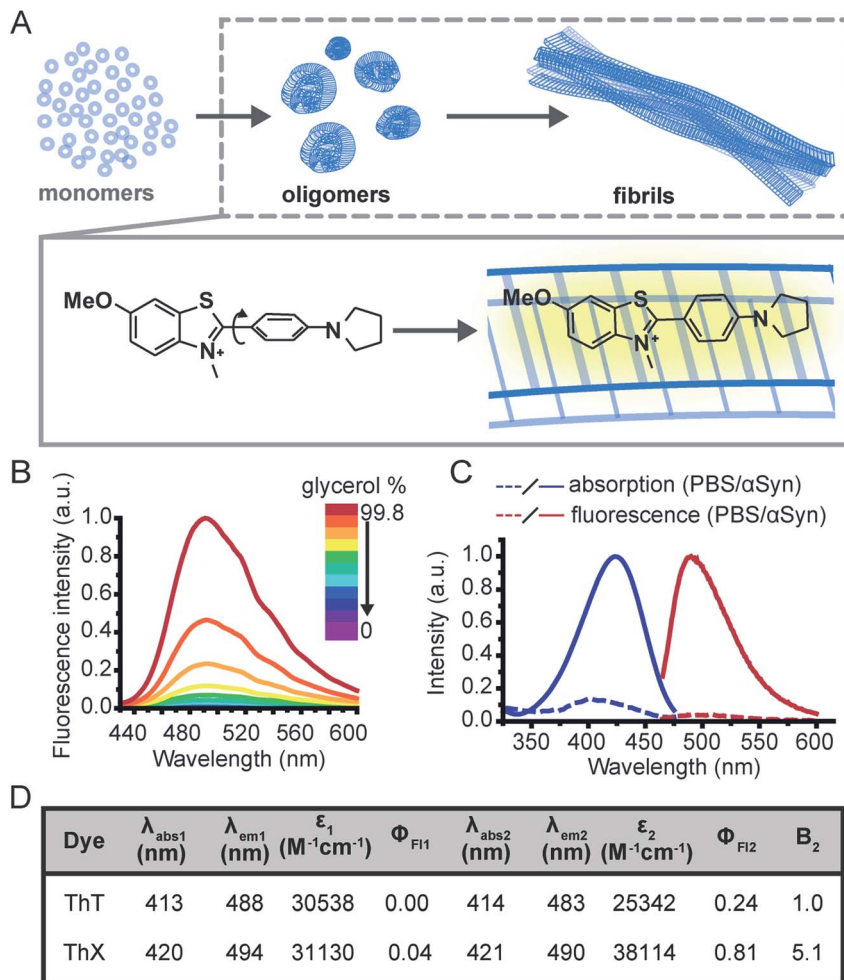 A
monomers
oligomers
fibrils
MeO
S
N
+
N
MeO
S
N
+
N
B
glycerol %
99.8
0
Fluorescence intensity (a.u.)
1.0
0.8
0.6
0.4
0.2
0.0
440 480 520 560 600
Wavelength (nm)
C
absorption (PBS/αSyn)
fluorescence (PBS/αSyn)
Intensity (a.u.)
1.0
0.8
0.6
0.4
0.2
0.0
350 400 450 500 550 600
Wavelength (nm)
D
Dye λabs1 (nm) λem1 (nm) ε1 (M-1cm-1) ΦFl1 λabs2 (nm) λem2 (nm) ε2 (M-1cm-1) ΦFl2 B2
ThT 413 488 30538 0.00 414 483 25342 0.24 1.0
ThX 420 494 31130 0.04 421 490 38114 0.81 5.1